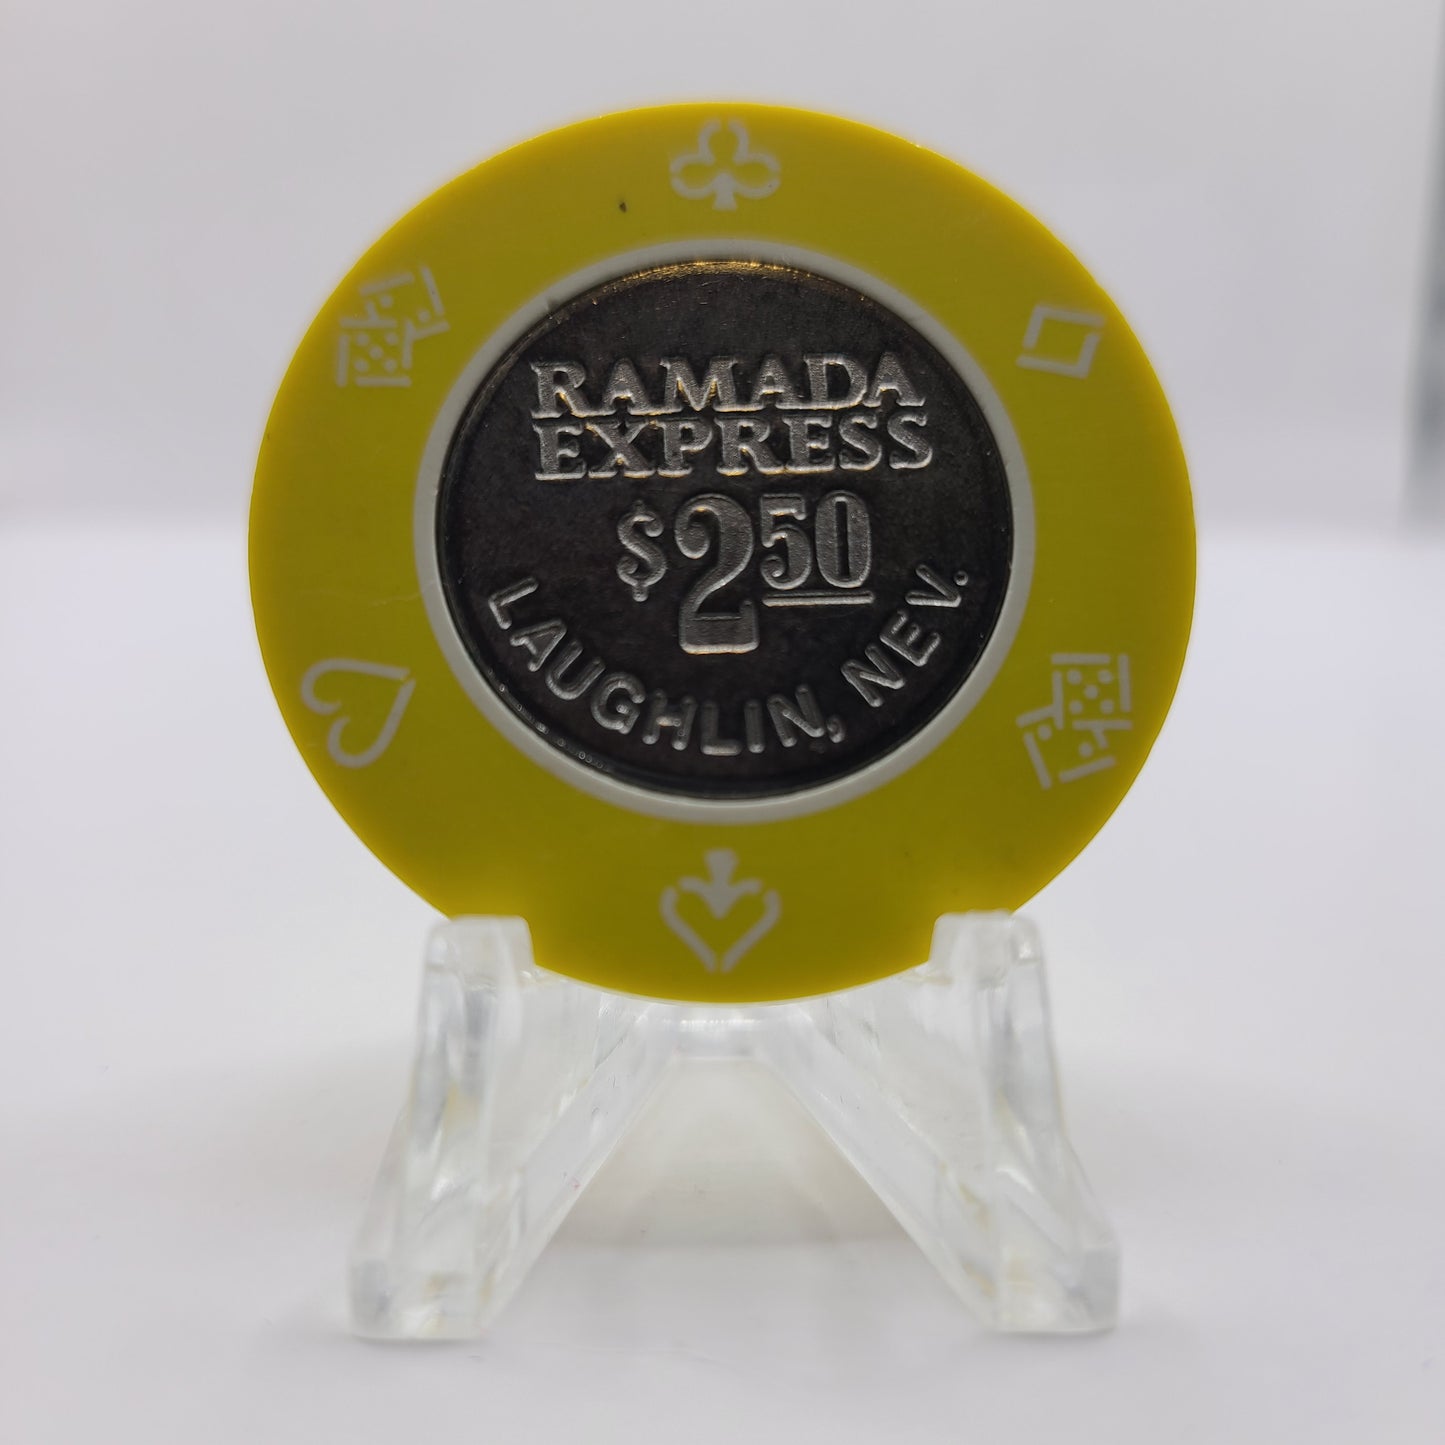 RAMADA
EXPRESS
$2.50
LAUGHLIN, NEV.